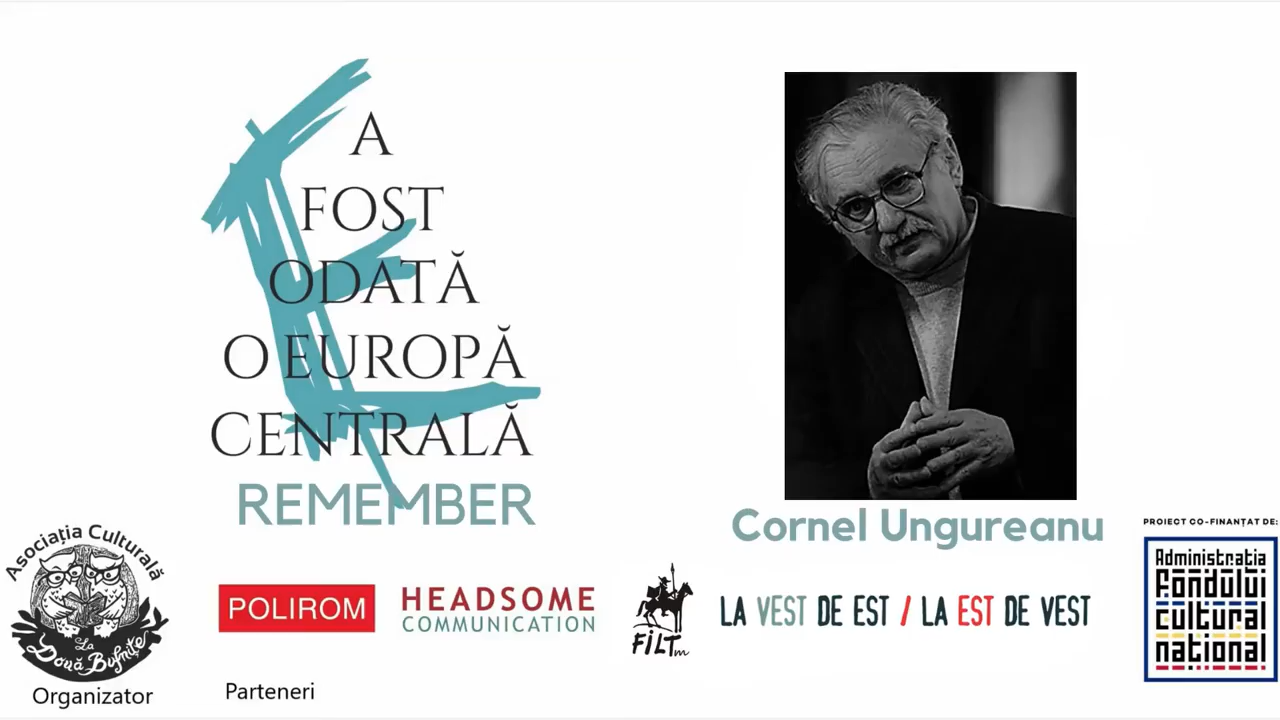 A
FOST
ODATĂ
O EUROPĂ
CENTRALĂ
REMEMBER
Cornel Ungureanu
Asociația Culturală
La
Două Bufnițe
Organizator
POLIROM
HEADSOME
COMMUNICATION
Parteneri
FILTm
LA VEST DE EST / LA EST DE VEST
PROIECT CO-FINANȚAT DE:
Administrația
Fondului
cultural
național